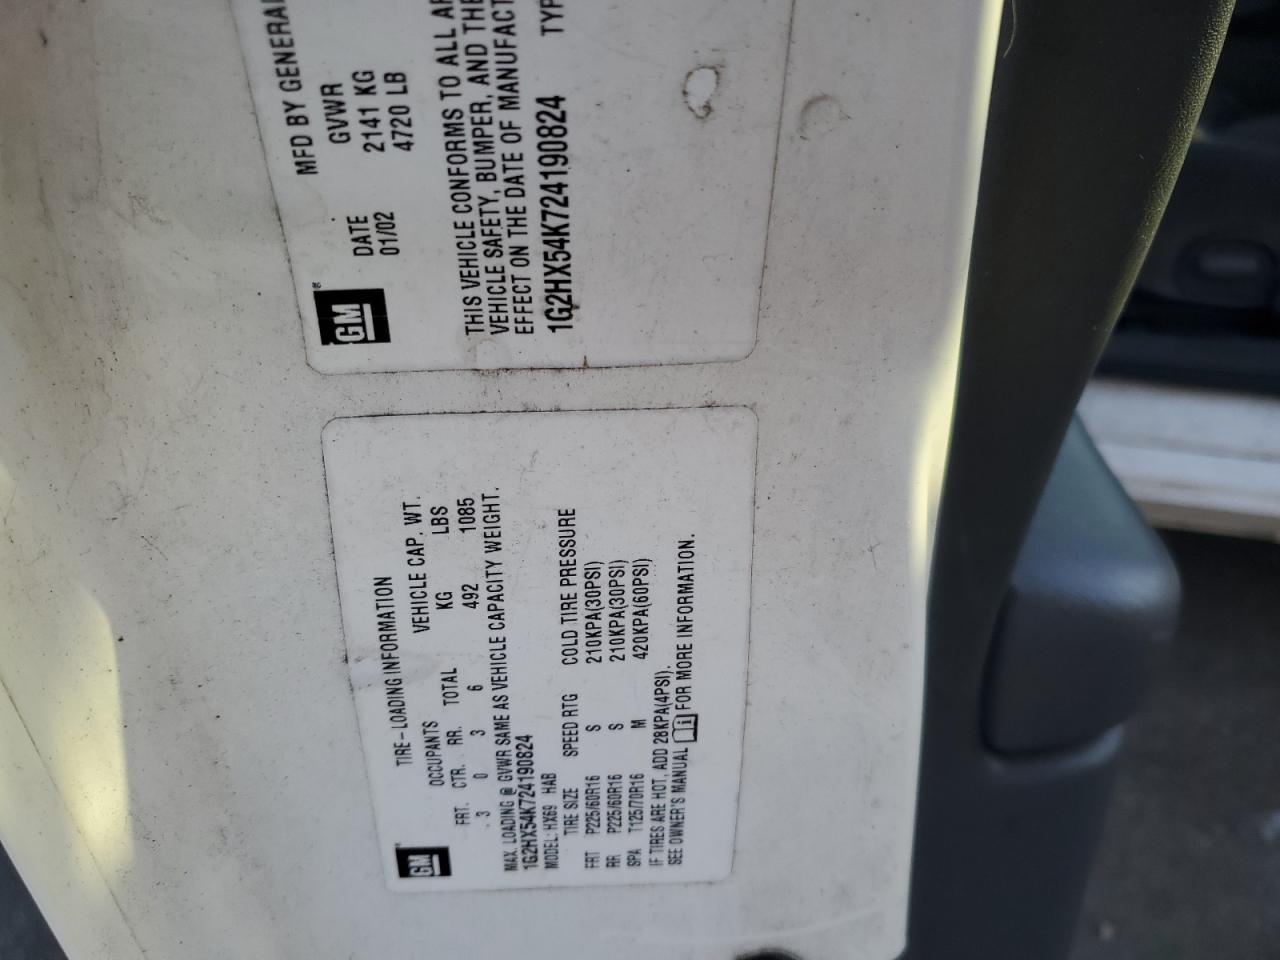 GM
TIRE-LOADING INFORMATION
OCCUPANTS VEHICLE CAP. WT.
FRT. CTR. RR. TOTAL KG LBS
3 0 3 6 492 1085
MAX. LOADING @ GVWR SAME AS VEHICLE CAPACITY WEIGHT.
1G2HX54K724190824
MODEL: HX69 HAB
TIRE SIZE SPEED RTG COLD TIRE PRESSURE
FRT P225/60R16 S 210KPA(30PSI)
RR P225/60R16 S 210KPA(30PSI)
SPA T125/70R16 M 420KPA(60PSI)
IF TIRES ARE HOT, ADD 28KPA(4PSI).
SEE OWNER'S MANUAL FOR MORE INFORMATION.
MFD BY GENERAL
GM
DATE GVWR
01/02 2141 KG
4720 LB
THIS VEHICLE CONFORMS TO ALL
VEHICLE SAFETY, BUMPER, AND THE
EFFECT ON THE DATE OF
1G2HX54K724190824